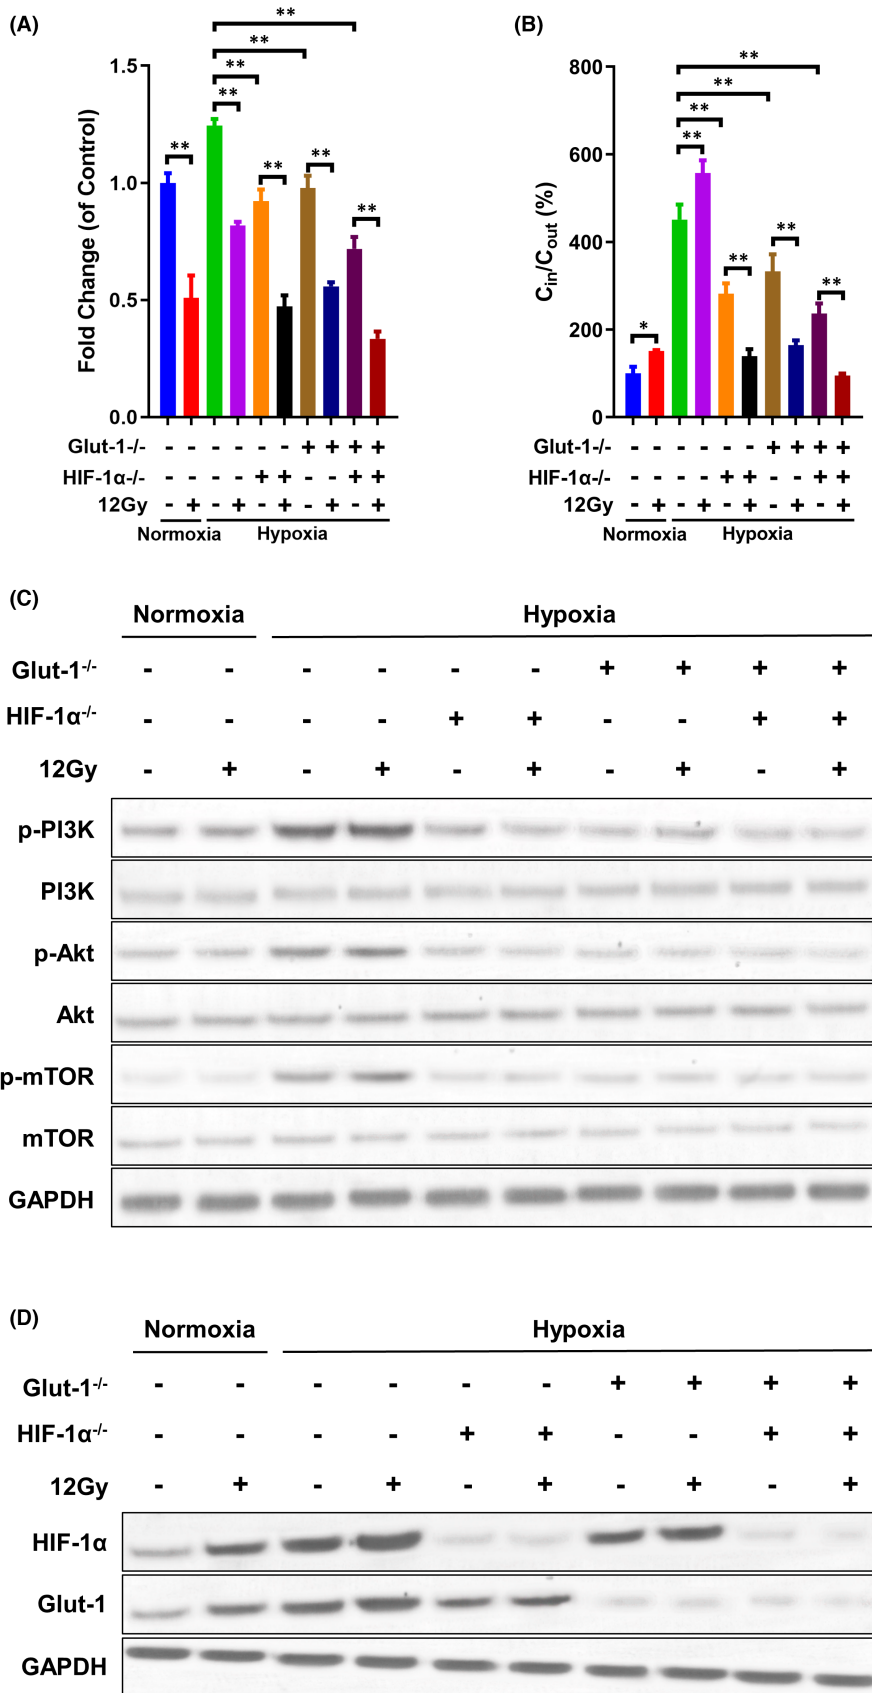 (A)
Fold Change (of Control)
** ** ** ** ** ** ** **
1.5
1.0
0.5
0.0
Glut-1-/- - - - - - - + + + +
HIF-1α-/- - - - - + + - - + +
12Gy - + - + - + - + - +
Normoxia Hypoxia
(B)
Cin/Cout (%)
* ** ** ** ** ** ** **
800
600
400
200
0
Glut-1-/- - - - - - - + + + +
HIF-1α-/- - - - - + + - - + +
12Gy - + - + - + - + - +
Normoxia Hypoxia
(C)
Normoxia Hypoxia
Glut-1-/- - - - - - - + + + +
HIF-1α-/- - - - - + + - - + +
12Gy - + - + - + - + - +
p-PI3K
PI3K
p-Akt
Akt
p-mTOR
mTOR
GAPDH
(D)
Normoxia Hypoxia
Glut-1-/- - - - - - - + + + +
HIF-1α-/- - - - - + + - - + +
12Gy - + - + - + - + - +
HIF-1α
Glut-1
GAPDH